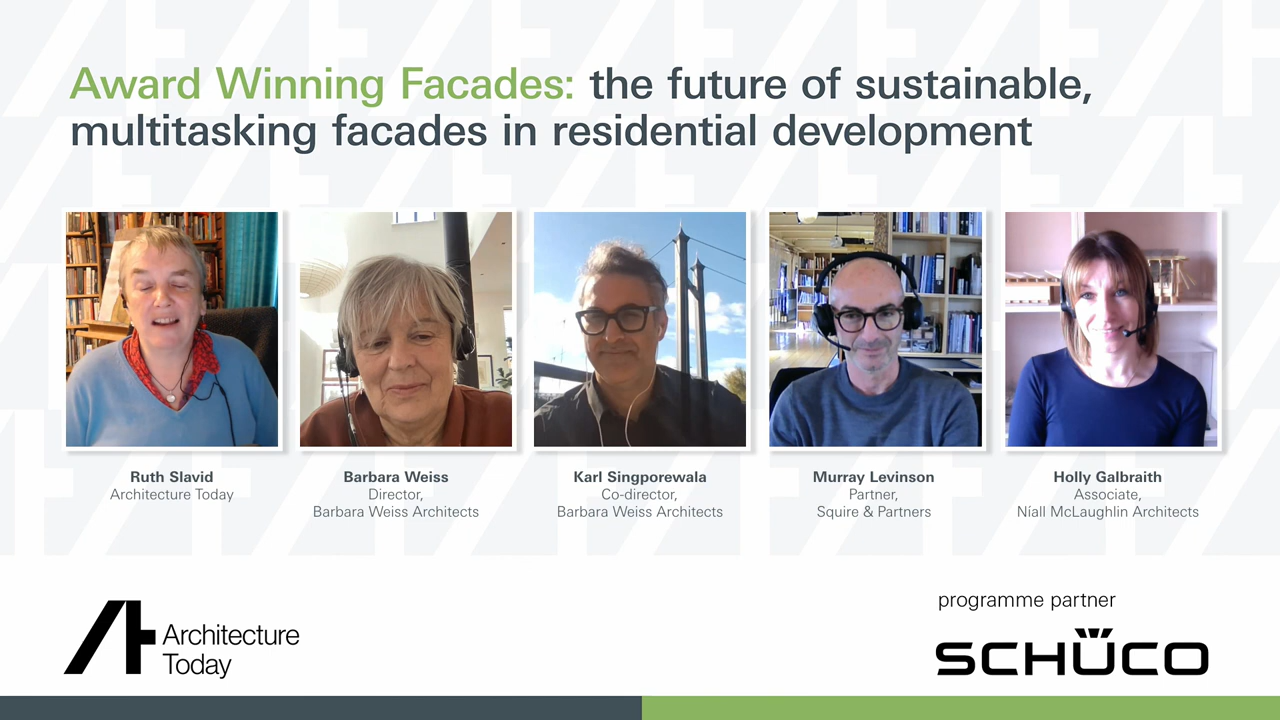 Award Winning Facades: the future of sustainable,
multitasking facades in residential development
Ruth Slavid
Architecture Today
Barbara Weiss
Director,
Barbara Weiss Architects
Karl Singporewala
Co-director,
Barbara Weiss Architects
Murray Levinson
Partner,
Squire & Partners
Holly Galbraith
Associate,
Níall McLaughlin Architects
Architecture
Today
programme partner
SCHÜCO